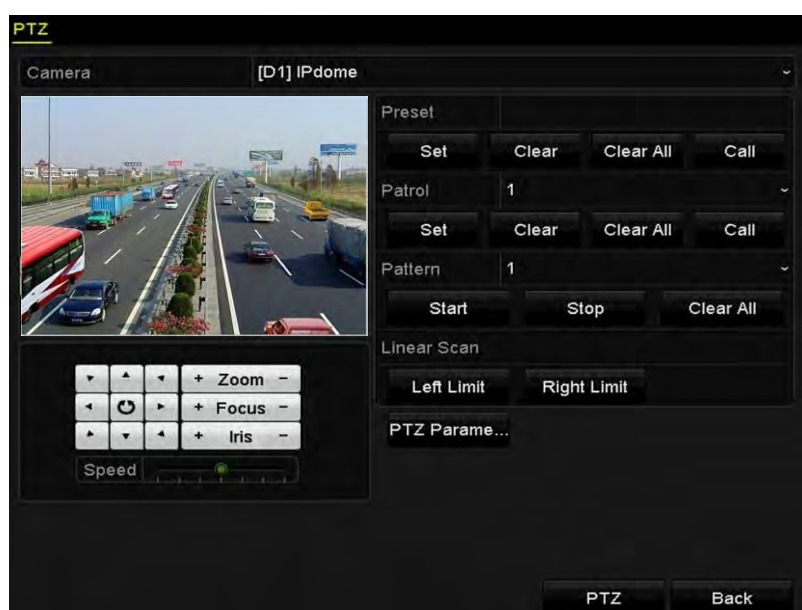 PTZ
Camera [D1] IPdome
Preset
Set Clear Clear All Call
Patrol 1
Set Clear Clear All Call
Pattern 1
Start Stop Clear All
Linear Scan
Left Limit Right Limit
PTZ Parame...
+ Zoom -
+ Focus -
+ Iris -
Speed
PTZ Back